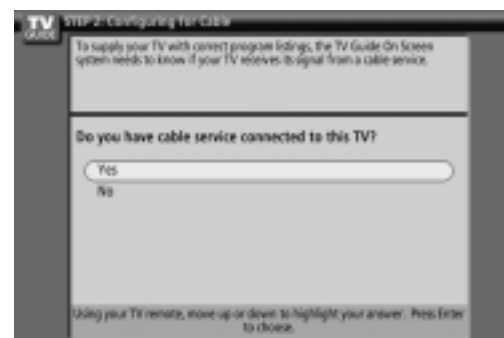 TV
GUIDE
STEP 2: Configuring for Cable
To supply your TV with correct program listings, the TV Guide On Screen
system needs to know if your TV receives its signal from a cable service.
Do you have cable service connected to this TV?
Yes
No
Using your TV remote, move up or down to highlight your answer. Press Enter
to choose.